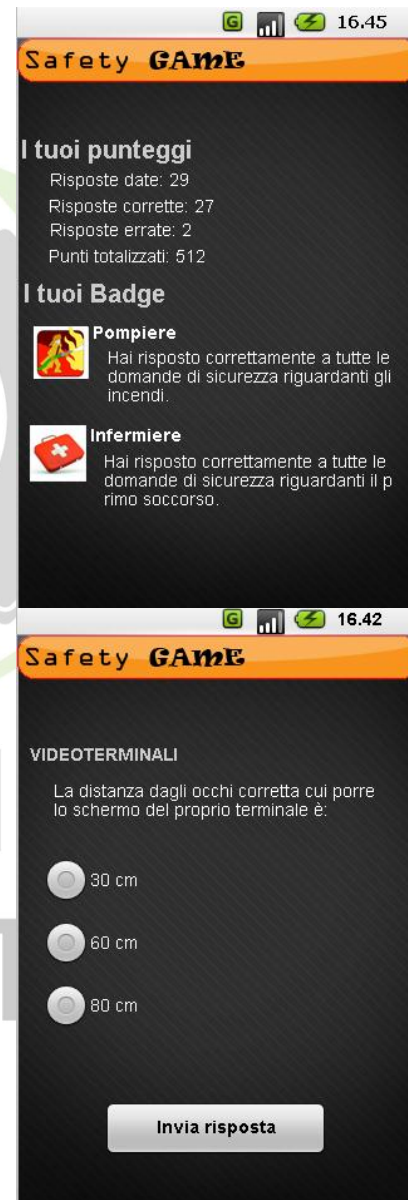 G 16.45
Safety GAME
I tuoi punteggi
Risposte date: 29
Risposte corrette: 27
Risposte errate: 2
Punti totalizzati: 512
I tuoi Badge
Pompiere
Hai risposto correttamente a tutte le
domande di sicurezza riguardanti gli
incendi.
Infermiere
Hai risposto correttamente a tutte le
domande di sicurezza riguardanti il p
rimo soccorso.
G 16.42
Safety GAME
VIDEOTERMINALI
La distanza dagli occhi corretta cui porre
lo schermo del proprio terminale è:
30 cm
60 cm
80 cm
Invia risposta